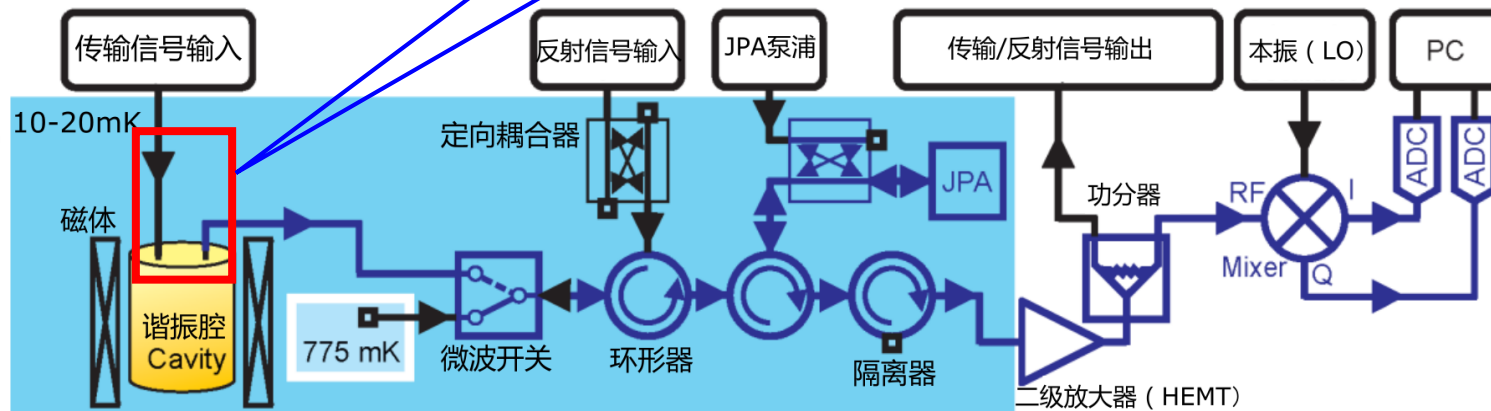 传输信号输入
反射信号输入
JPA泵浦
传输/反射信号输出
本振（LO）
PC
10-20mK
定向耦合器
ADC
ADC
JPA
功分器
RF
I
磁体
Mixer
Q
谐振腔
Cavity
775 mK
微波开关
环形器
隔离器
二级放大器（HEMT）